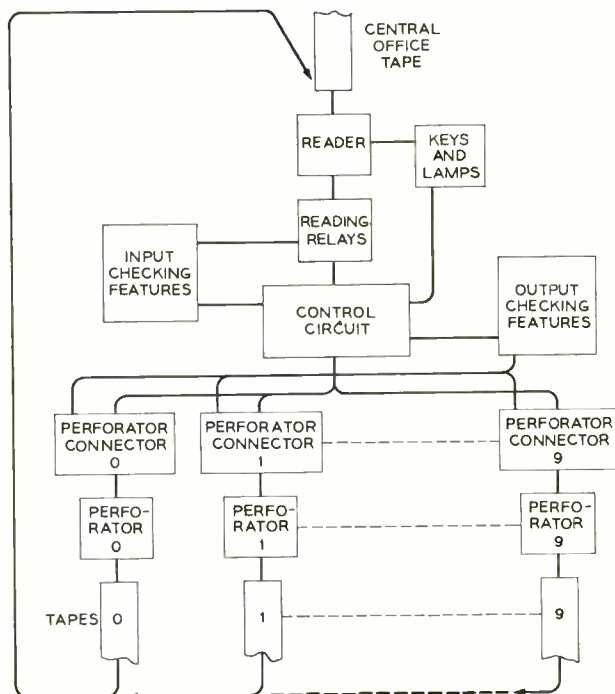 CENTRAL
OFFICE
TAPE
READER
KEYS
AND
LAMPS
READING
RELAYS
INPUT
CHECKING
FEATURES
CONTROL
CIRCUIT
OUTPUT
CHECKING
FEATURES
PERFORATOR
CONNECTOR
0
PERFORATOR
CONNECTOR
1
PERFORATOR
CONNECTOR
9
PERFO-
RATOR
0
PERFO-
RATOR
1
PERFO-
RATOR
9
TAPES 0
1
9